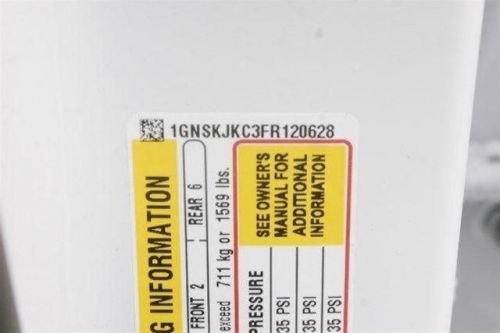 1GNSKJKC3FR120628
G INFORMATION
FRONT 2 REAR 6
exceed 711 kg or 1569 lbs.
SEE OWNER'S
MANUAL FOR
ADDITIONAL
INFORMATION
PRESSURE
35 PSI
35 PSI
35 PSI